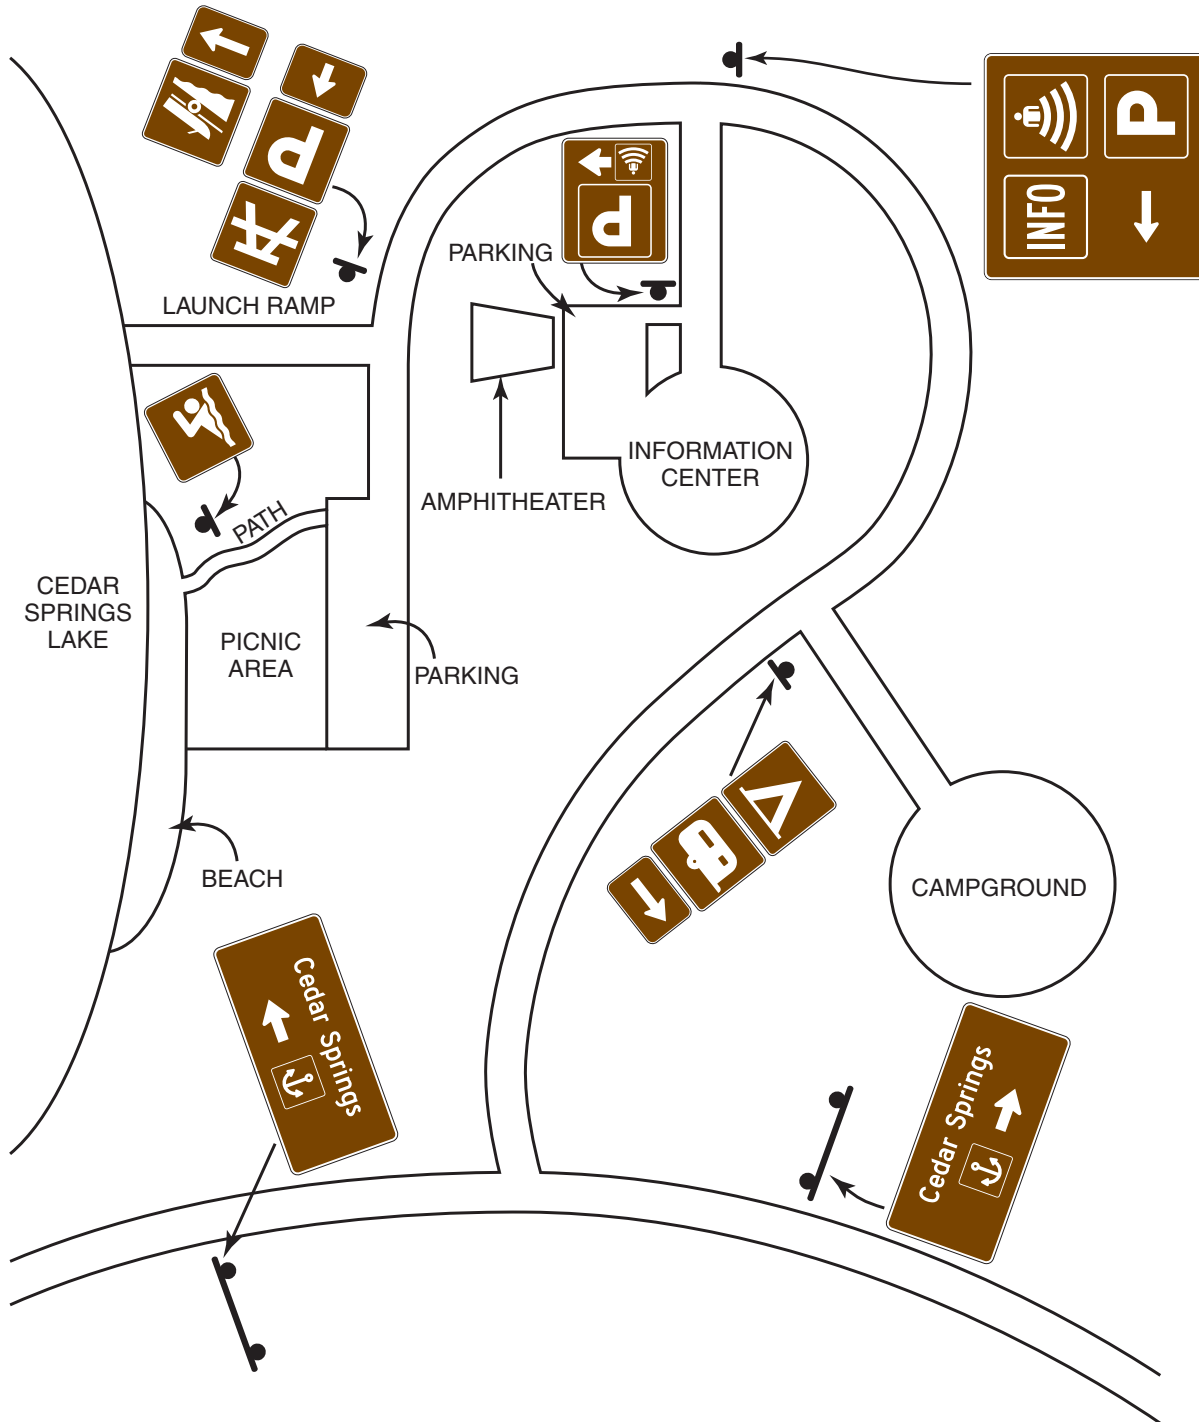 P
INFO
P
P
PARKING
LAUNCH RAMP
INFORMATION
CENTER
AMPHITHEATER
PATH
CEDAR
SPRINGS
LAKE
PICNIC
AREA
PARKING
BEACH
CAMPGROUND
Cedar Springs
Cedar Springs